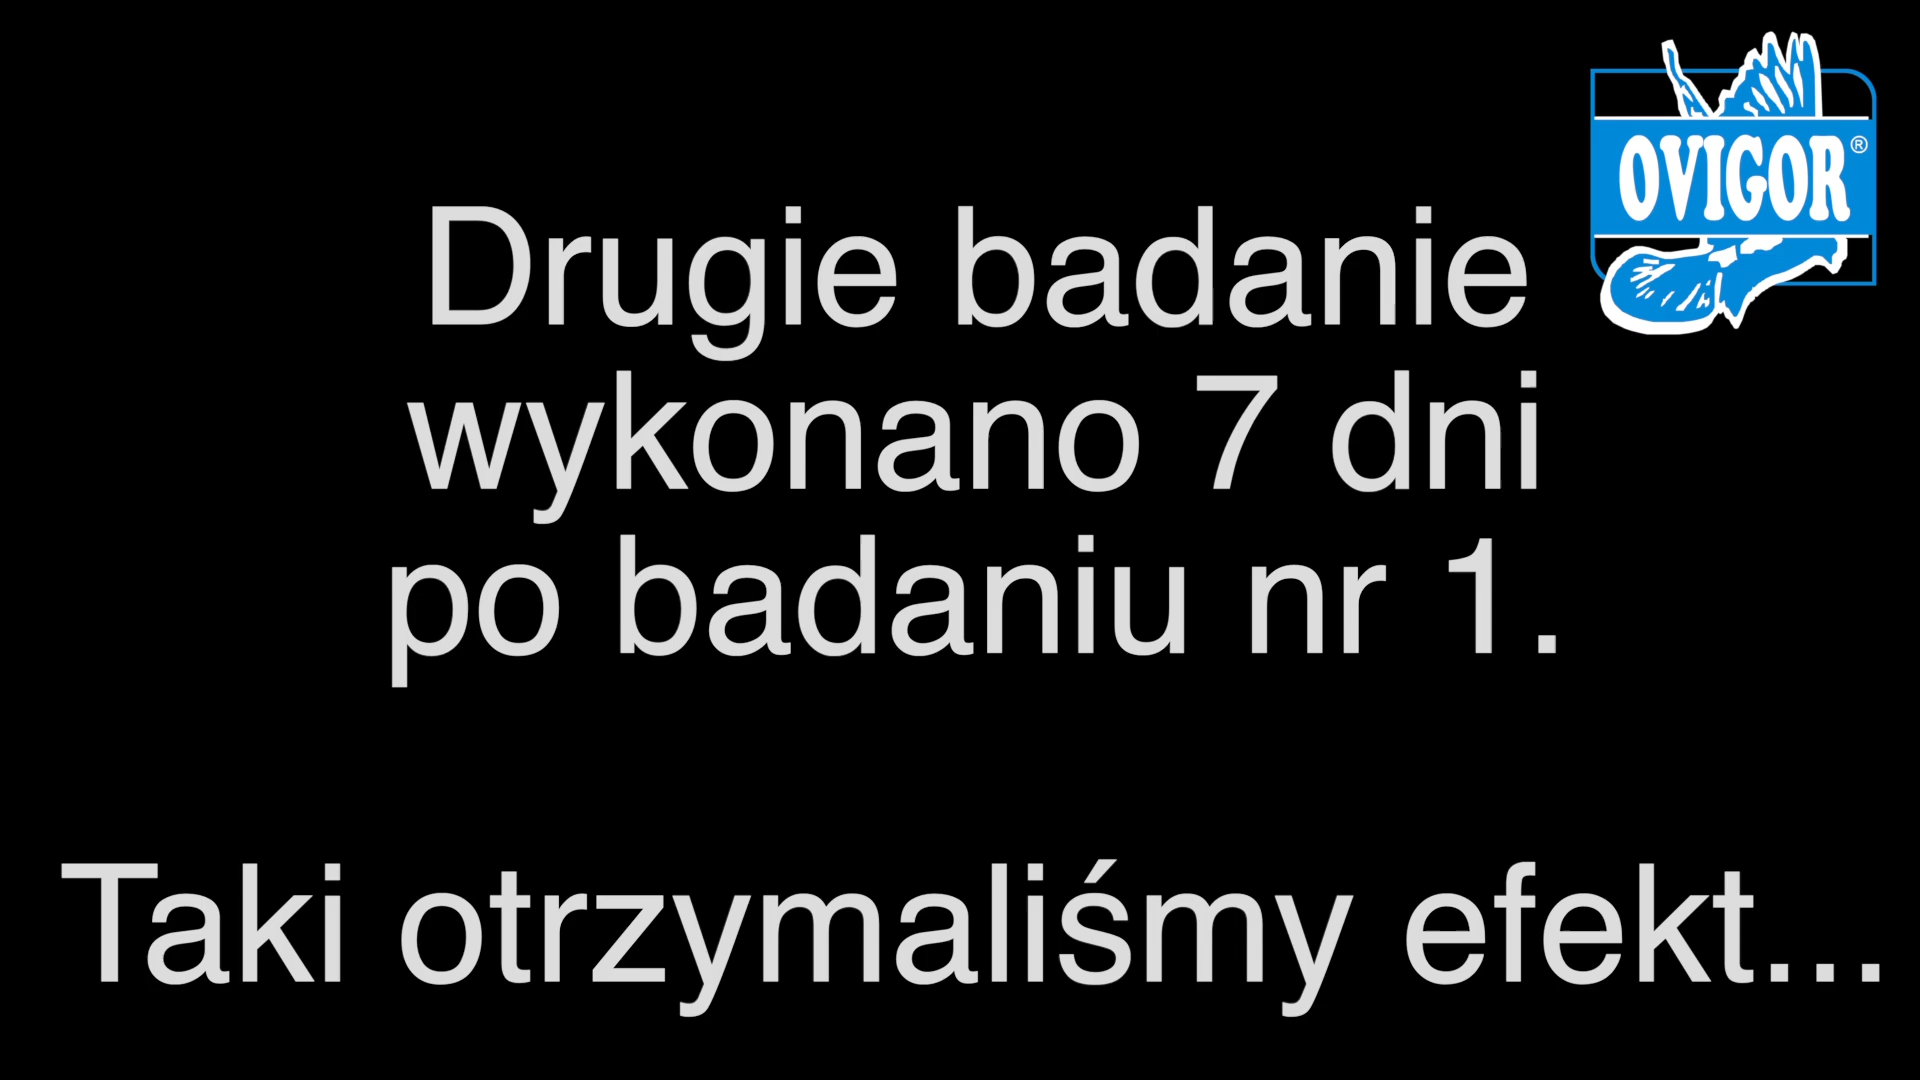 OVIGOR®
Drugie badanie
wykonano 7 dni
po badaniu nr 1.
Taki otrzymaliśmy efekt...